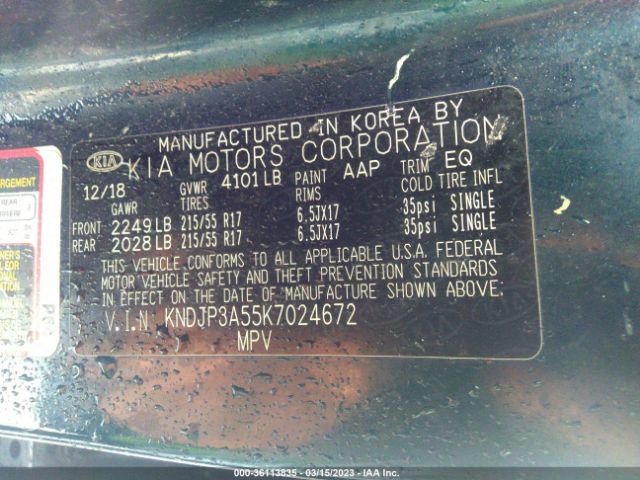 MANUFACTURED IN KOREA BY
KIA KIA MOTORS CORPORATION
12/18 GVWR 4101 LB PAINT AAP TRIM EQ
GAWR TIRES RIMS COLD TIRE INFL
FRONT 2249 LB 215/55 R17 6.5JX17 35psi SINGLE
REAR 2028 LB 215/55 R17 6.5JX17 35psi SINGLE
THIS VEHICLE CONFORMS TO ALL APPLICABLE U.S.A. FEDERAL
MOTOR VEHICLE SAFETY AND THEFT PREVENTION STANDARDS
IN EFFECT ON THE DATE OF MANUFACTURE SHOWN ABOVE.
V.I.N: KNDJP3A55K7024672
MPV
REAR
FOR
000-36113835 - 03/15/2023 - IAA Inc.